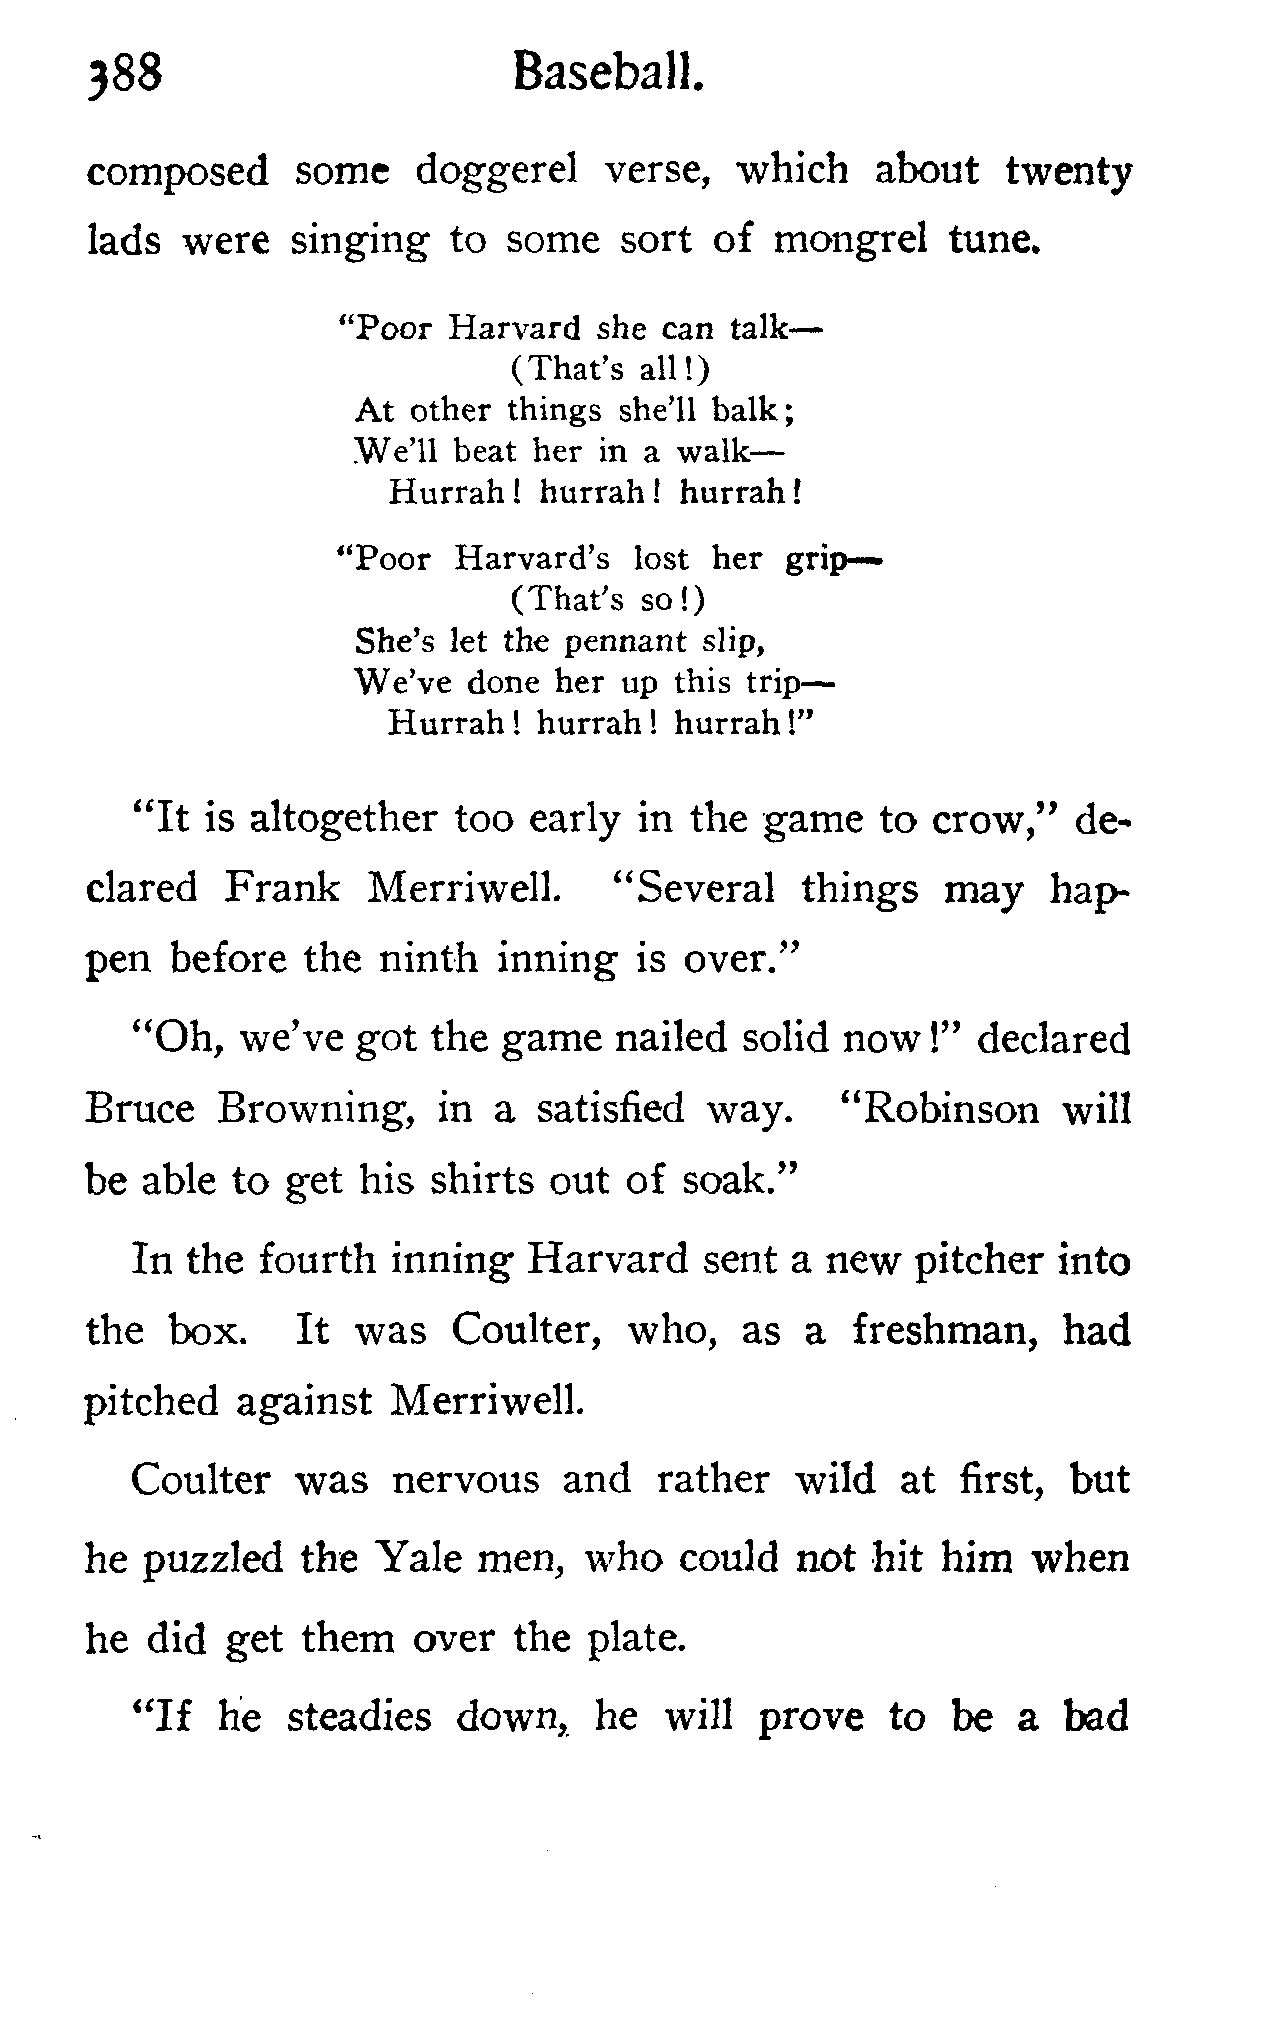 388 Baseball.
composed some doggerel verse, which about twenty
lads were singing to some sort of mongrel tune.
“Poor Harvard she can talk—
(That’s all!)
At other things she’ll balk;
We’ll beat her in a walk—
Hurrah! hurrah! hurrah!
“Poor Harvard’s lost her grip—
(That’s so!)
She’s let the pennant slip,
We’ve done her up this trip—
Hurrah! hurrah! hurrah!”
“It is altogether too early in the game to crow,” de-
clared Frank Merriwell. “Several things may hap-
pen before the ninth inning is over.”
“Oh, we’ve got the game nailed solid now!” declared
Bruce Browning, in a satisfied way. “Robinson will
be able to get his shirts out of soak.”
In the fourth inning Harvard sent a new pitcher into
the box. It was Coulter, who, as a freshman, had
pitched against Merriwell.
Coulter was nervous and rather wild at first, but
he puzzled the Yale men, who could not hit him when
he did get them over the plate.
“If he steadies down, he will prove to be a bad